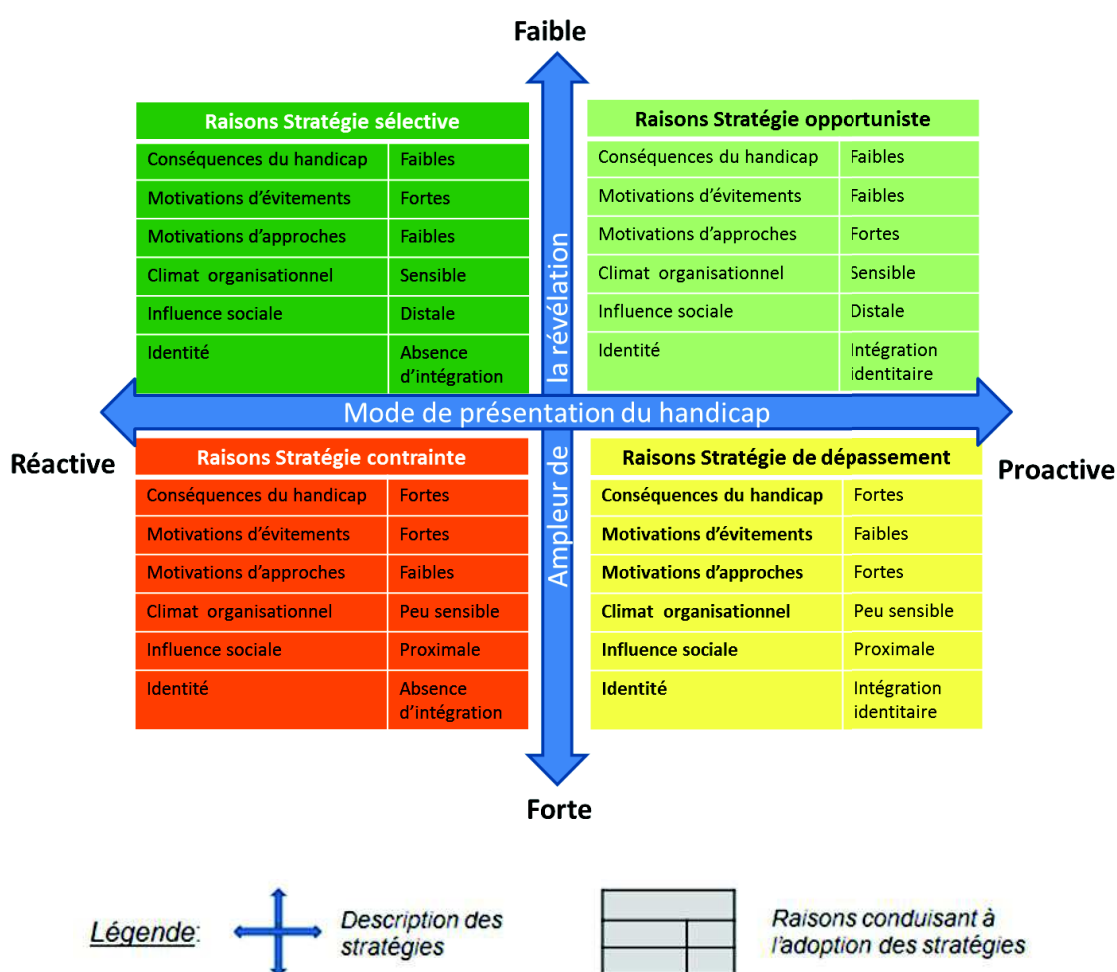 Faible
Raisons Stratégie sélective
Conséquences du handicap Faibles
Motivations d'évitements Fortes
Motivations d'approches Faibles
Climat organisationnel Sensible
Influence sociale Distale
Identité Absence
d'intégration
Raisons Stratégie opportuniste
Conséquences du handicap Faibles
Motivations d'évitements Faibles
Motivations d'approches Fortes
Climat organisationnel Sensible
Influence sociale Distale
Identité Intégration
identitaire
Ampleur de la révélation
Mode de présentation du handicap
Réactive
Proactive
Raisons Stratégie contrainte
Conséquences du handicap Fortes
Motivations d'évitements Fortes
Motivations d'approches Faibles
Climat organisationnel Peu sensible
Influence sociale Proximale
Identité Absence
d'intégration
Raisons Stratégie de dépassement
Conséquences du handicap Fortes
Motivations d'évitements Faibles
Motivations d'approches Fortes
Climat organisationnel Peu sensible
Influence sociale Proximale
Identité Intégration
identitaire
Forte
Légende:
Description des
stratégies
Raisons conduisant à
l'adoption des stratégies